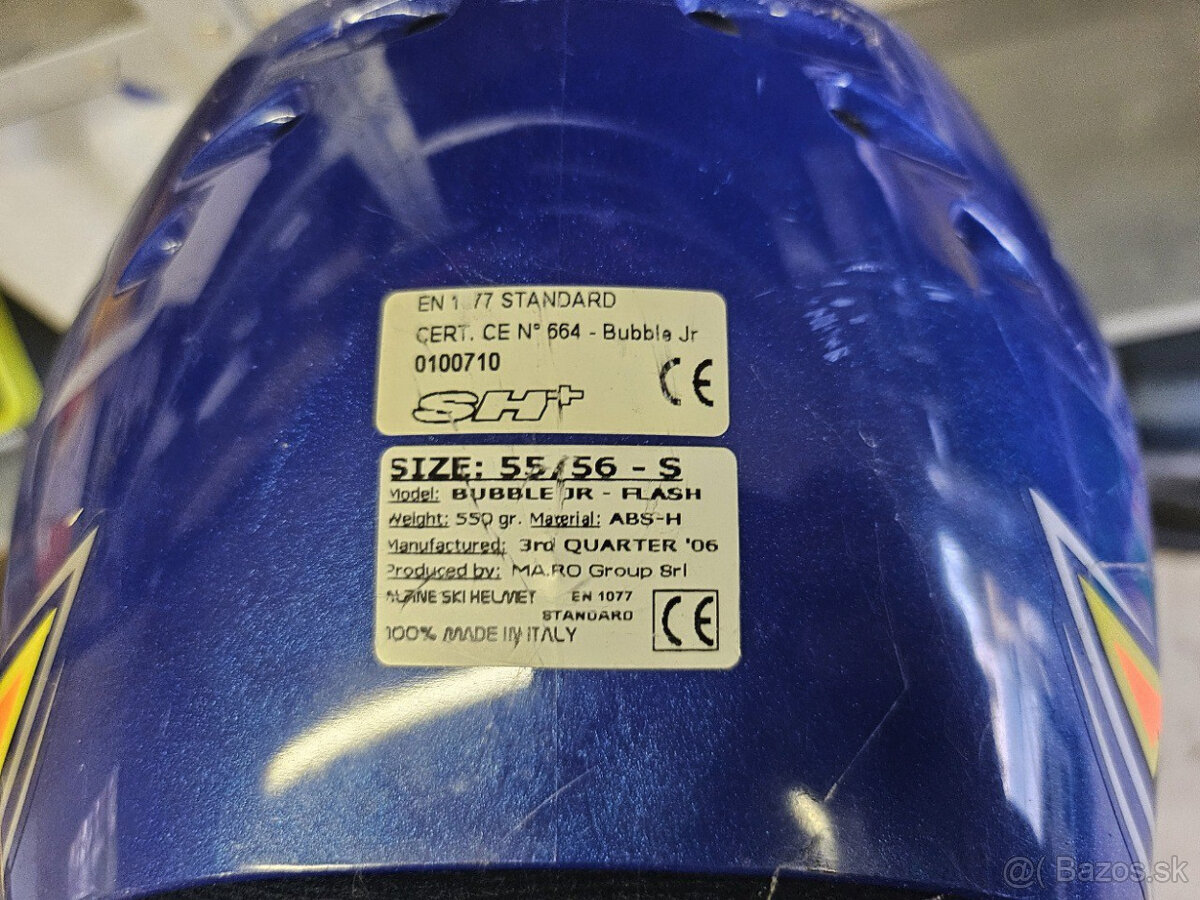 EN 1 77 STANDARD
CERT. CE N° 664 - Bubble Jr
0100710
SH+
CE
SIZE: 55/56 - S
Model: BUBBLE JR - FLASH
Weight: 550 gr. Material: ABS-H
Manufactured: 3rd QUARTER '06
Produced by: MA.RO Group Srl
ALPINE SKI HELMET EN 1077
STANDARD
100% MADE IN ITALY
CE
@( Bazos.sk